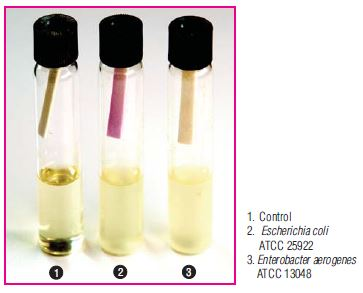 1 2 3
1. Control
2. Escherichia coli
ATCC 25922
3. Enterobacter aerogenes
ATCC 13048